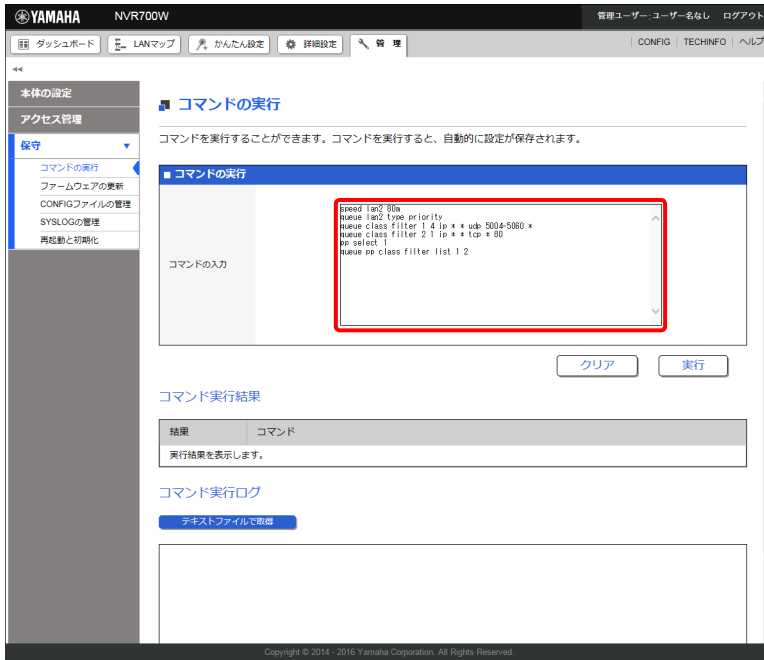 YAMAHA NVR700W 管理ユーザー:ユーザー名なし ログアウト
ダッシュボード LANマップ かんたん設定 詳細設定 管 理 CONFIG TECHINFO ヘルプ
本体の設定
アクセス管理
保守
コマンドの実行
ファームウェアの更新
CONFIGファイルの管理
SYSLOGの管理
再起動と初期化
コマンドの実行
コマンドを実行することができます。コマンドを実行すると、自動的に設定が保存されます。
コマンドの実行
コマンドの入力
speed lan2 80m
queue lan2 type priority
queue class filter 1 4 ip * * udp 5004-5060 *
queue class filter 2 1 ip * * tcp * 80
pp select 1
queue pp class filter list 1 2
クリア 実行
コマンド実行結果
結果 コマンド
実行結果を表示します。
コマンド実行ログ
テキストファイルで取得
Copyright © 2014 - 2016 Yamaha Corporation. All Rights Reserved.